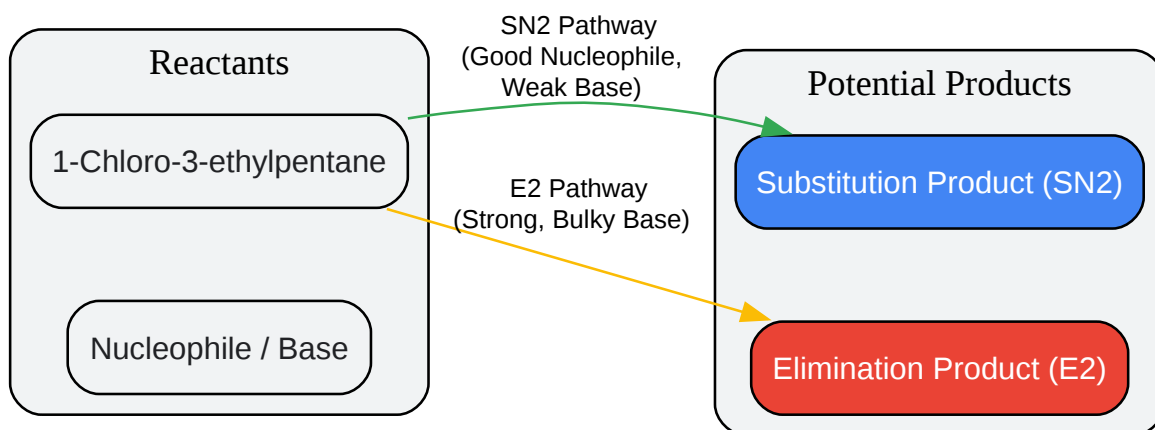 SN2 Pathway
(Good Nucleophile,
Weak Base)
Reactants
Potential Products
1-Chloro-3-ethylpentane
Substitution Product (SN2)
E2 Pathway
(Strong, Bulky Base)
Nucleophile / Base
Elimination Product (E2)